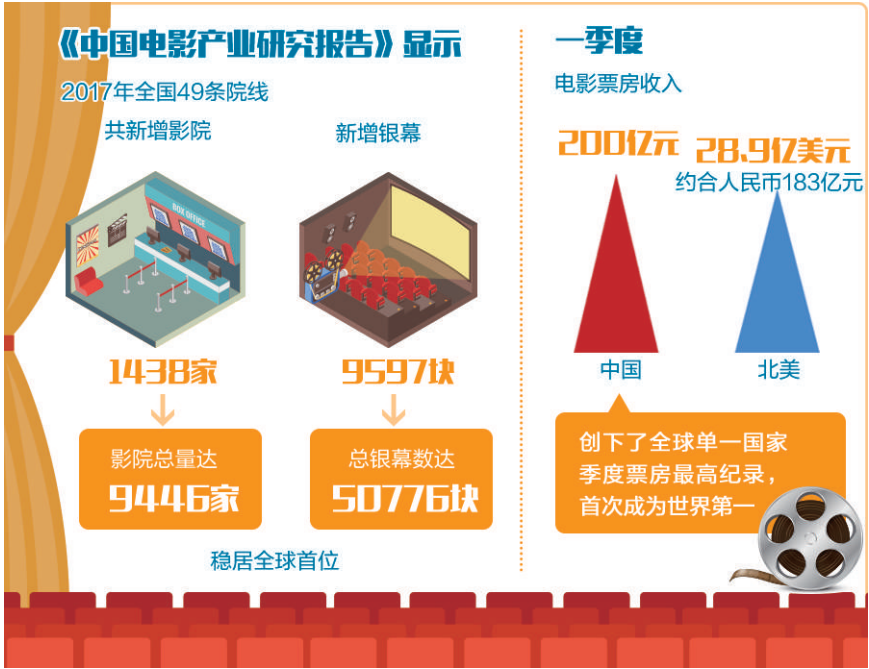 《中国电影产业研究报告》显示
2017年全国49条院线
共新增影院
新增银幕
BOX OFFICE
1438家
9597块
影院总量达
9446家
总银幕数达
50776块
稳居全球首位
一季度
电影票房收入
200亿元
28.9亿美元
约合人民币183亿元
中国
北美
创下了全球单一国家
季度票房最高纪录，
首次成为世界第一